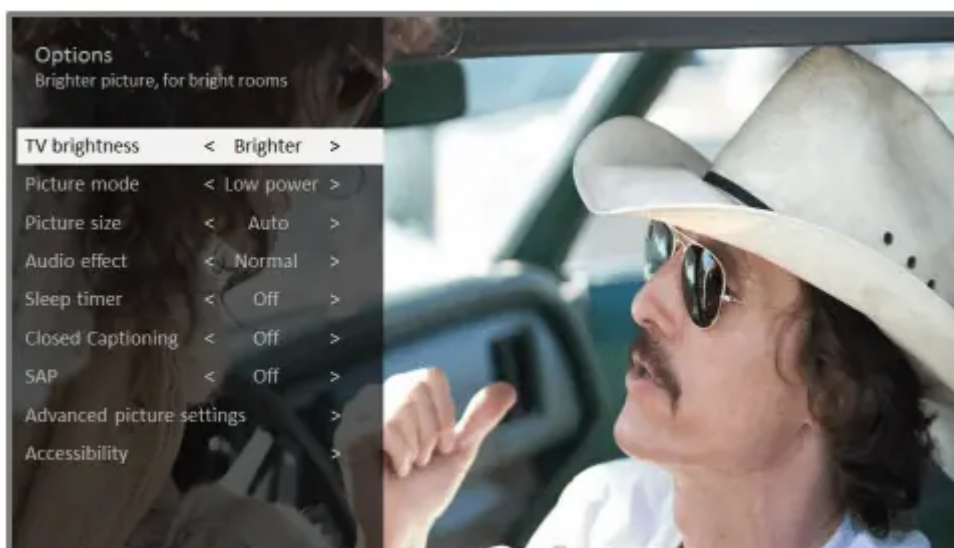 Options
Brighter picture, for bright rooms
TV brightness < Brighter >
Picture mode < Low power >
Picture size < Auto >
Audio effect < Normal >
Sleep timer < Off >
Closed Captioning < Off >
SAP < Off >
Advanced picture settings >
Accessibility >